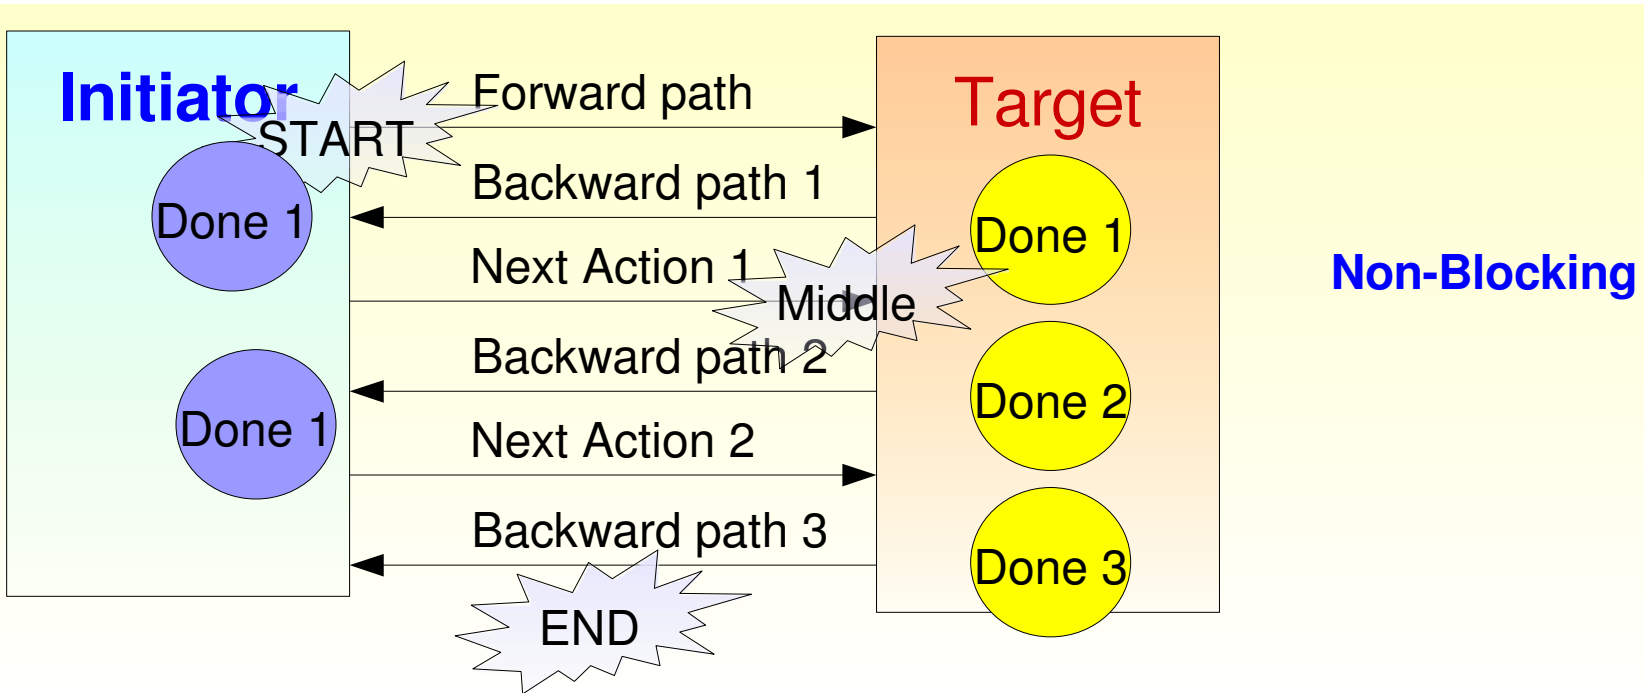 Initiator
Forward path
Target
START
Backward path 1
Done 1
Done 1
Next Action 1
Non-Blocking
Middle
Backward path 2
Done 2
Done 1
Next Action 2
Backward path 3
Done 3
END